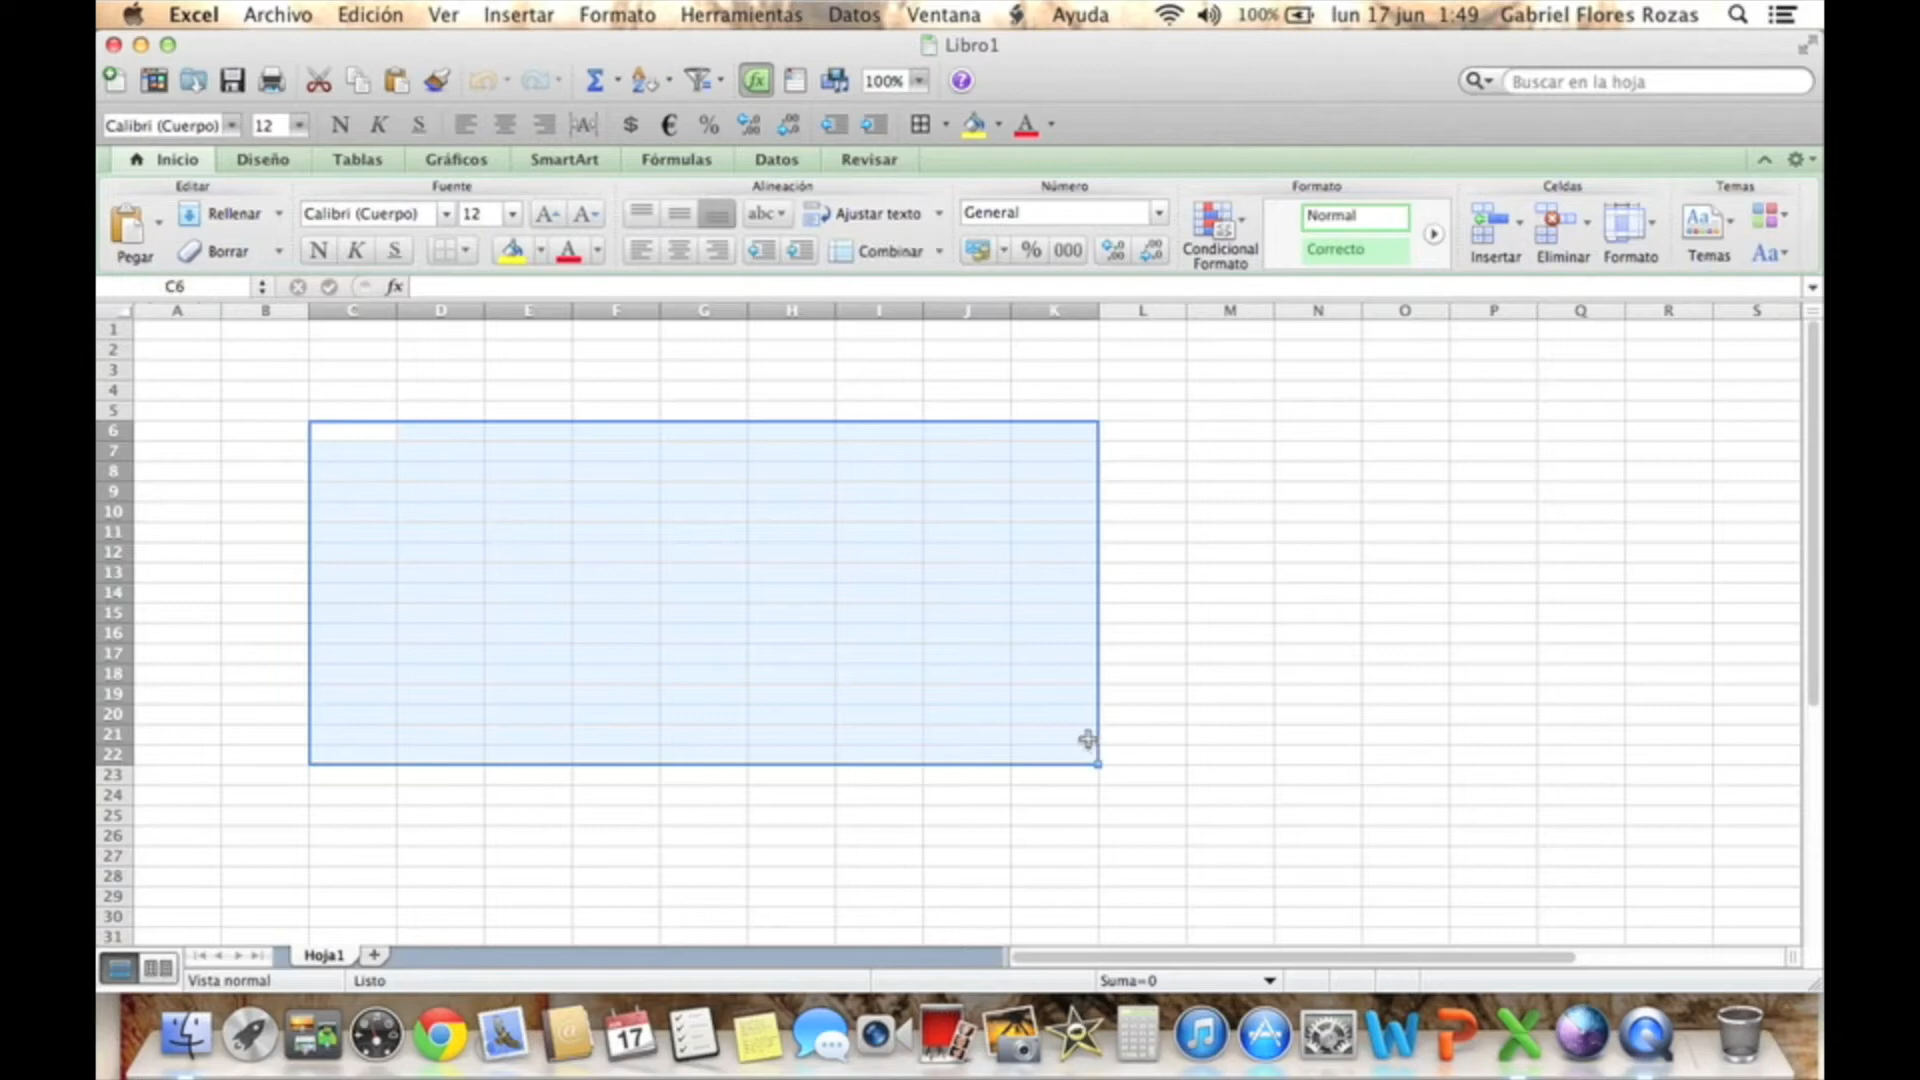 Excel Archivo Edición Ver Insertar Formato Herramientas Datos Ventana Ayuda 100% lun 17 jun 1:49 Gabriel Flores Rozas
Libro1
100% Buscar en la hoja
Calibri (Cuerpo) 12 N K S A $ € % A
Inicio Diseño Tablas Gráficos SmartArt Fórmulas Datos Revisar
Editar Fuente Alineación Número Formato Celdas Temas
Rellenar Calibri (Cuerpo) 12 A A abc Ajustar texto General Normal
Borrar N K S A Combinar % 000 Correcto
Pegar Condicional Formato Insertar Eliminar Formato Temas Aa
C6 fx
A B C D E F G H I J K L M N O P Q R S
1
2
3
4
5
6
7
8
9
10
11
12
13
14
15
16
17
18
19
20
21
22
23
24
25
26
27
28
29
30
31
Hoja1
Vista normal Listo Suma=0
17